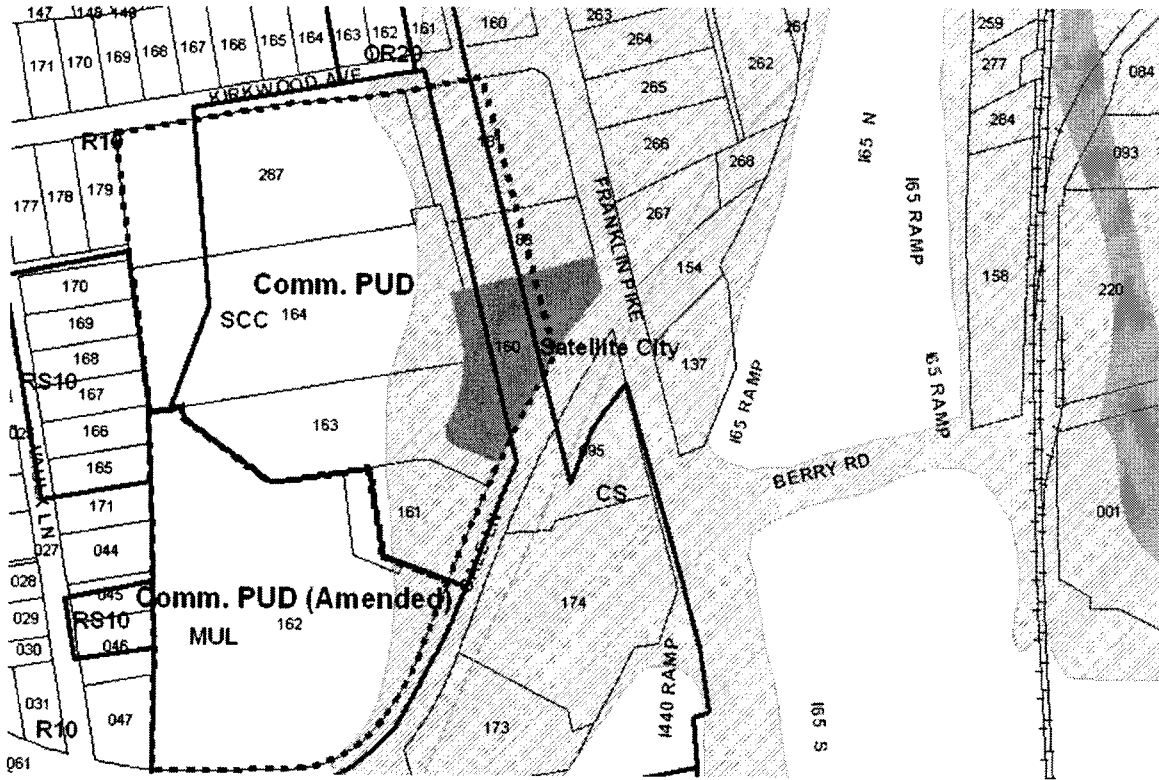 147 148 149
171 170 169 168 167 166 165 164 163 162 161 160
OR20
KIRKWOOD AVE
263
264
265
266
267
268
261
262
N
I65
I65 RAMP
259
277
284
084
093
R10
177 178 179
287
FRANKLIN PIKE
154
137
158
220
170
169
168
167
166
165
171
RS10
VAULX LN
Comm. PUD
SCC 164
160
Satellite City
163
161
I65 RAMP
I65 RAMP
BERRY RD
095
CS
001
027
044
028
045
029
RS10
046
030
031
047
R10
061
Comm. PUD (Amended)
MUL
162
174
173
I440 RAMP
I65 S